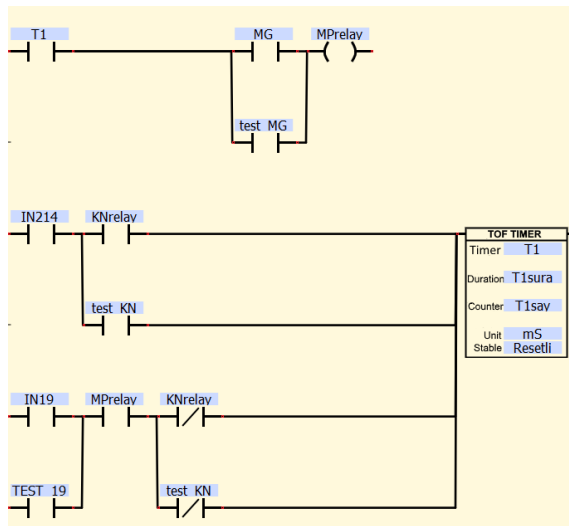 T1 MG MPrelay
test MG
IN214 KNrelay
TOF TIMER
Timer T1
Duration T1sura
test KN
Counter T1say
Unit mS
Stable Resetli
IN19 MPrelay KNrelay
TEST 19 test KN